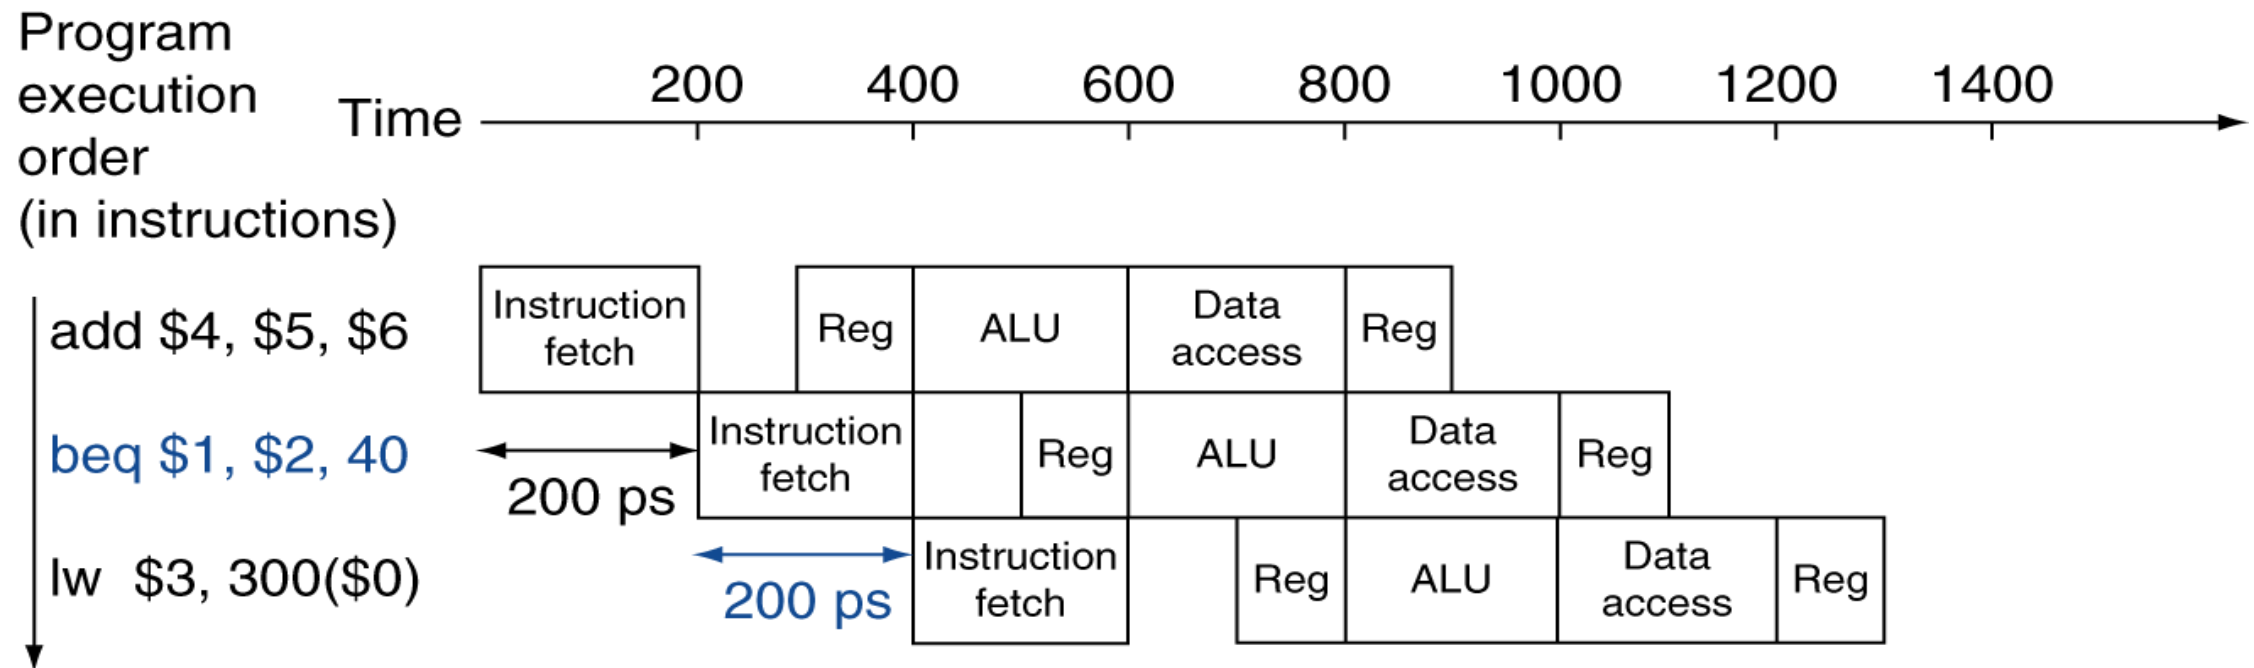 Program
execution
order
(in instructions)
Time
200 400 600 800 1000 1200 1400
add $4, $5, $6
Instruction
fetch
Reg
ALU
Data
access
Reg
beq $1, $2, 40
200 ps
Instruction
fetch
Reg
ALU
Data
access
Reg
lw $3, 300($0)
200 ps
Instruction
fetch
Reg
ALU
Data
access
Reg